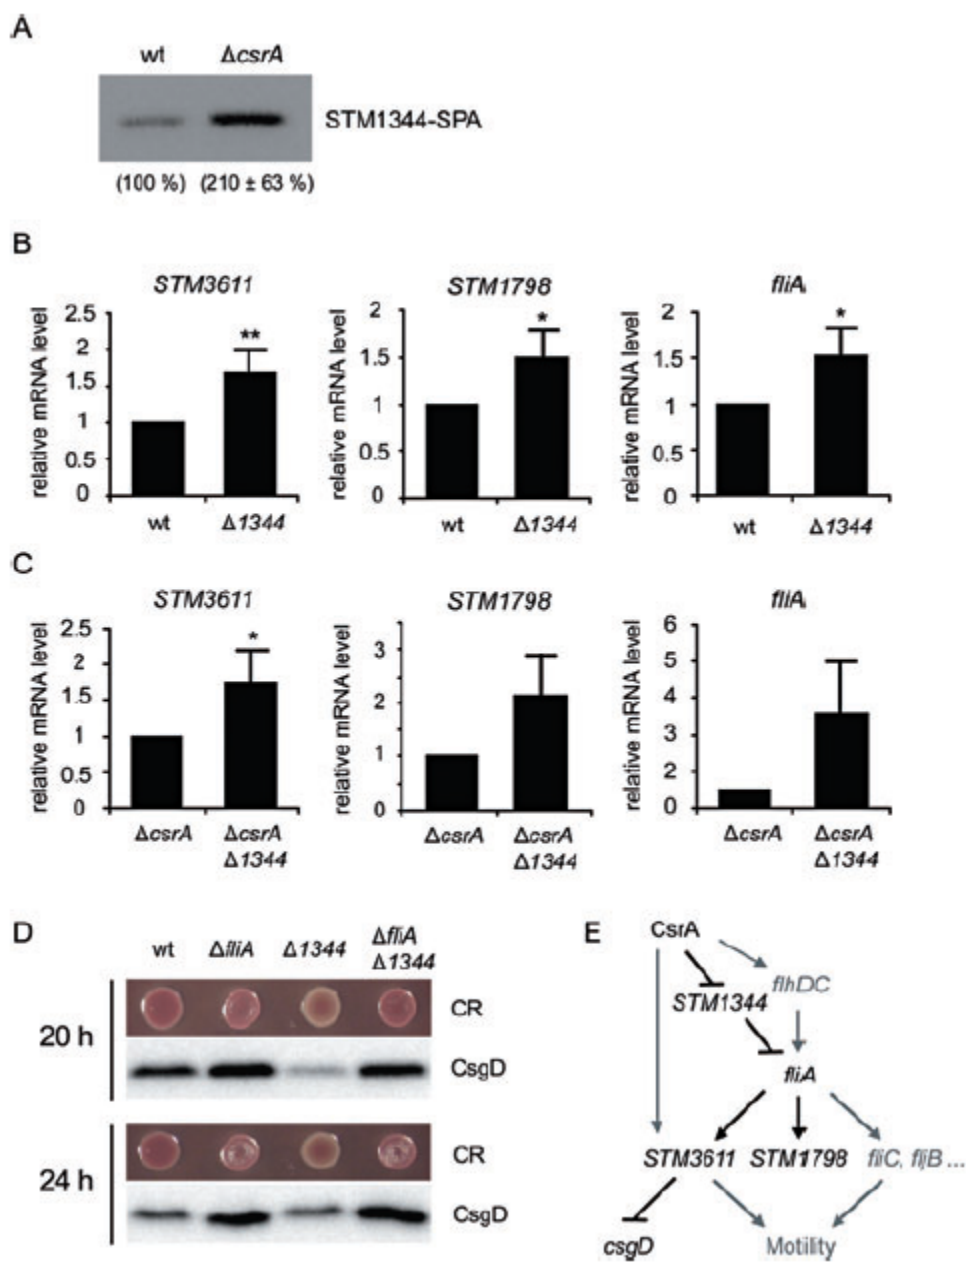 A
wt ΔcsrA
STM1344-SPA
(100 %) (210 ± 63 %)
B
STM3611 STM1798 fliA
relative mRNA level
2.5
2
1.5
1
0.5
0
wt Δ1344
relative mRNA level
2
1.5
1
0.5
0
wt Δ1344
relative mRNA level
2
1.5
1
0.5
0
wt Δ1344
** * *
C
STM3611 STM1798 fliA
relative mRNA level
2.5
2
1.5
1
0.5
0
*
ΔcsrA ΔcsrA
Δ1344
relative mRNA level
3
2
1
0
ΔcsrA ΔcsrA
Δ1344
relative mRNA level
6
5
4
3
2
0
ΔcsrA ΔcsrA
Δ1344
D
wt ΔfliA Δ1344 ΔfliA
Δ1344
20 h
CR
CsgD
24 h
CR
CsgD
E
CsrA
flhDC
STM1344
fliA
STM3611 STM1798 fliC, fljB ...
csgD Motility